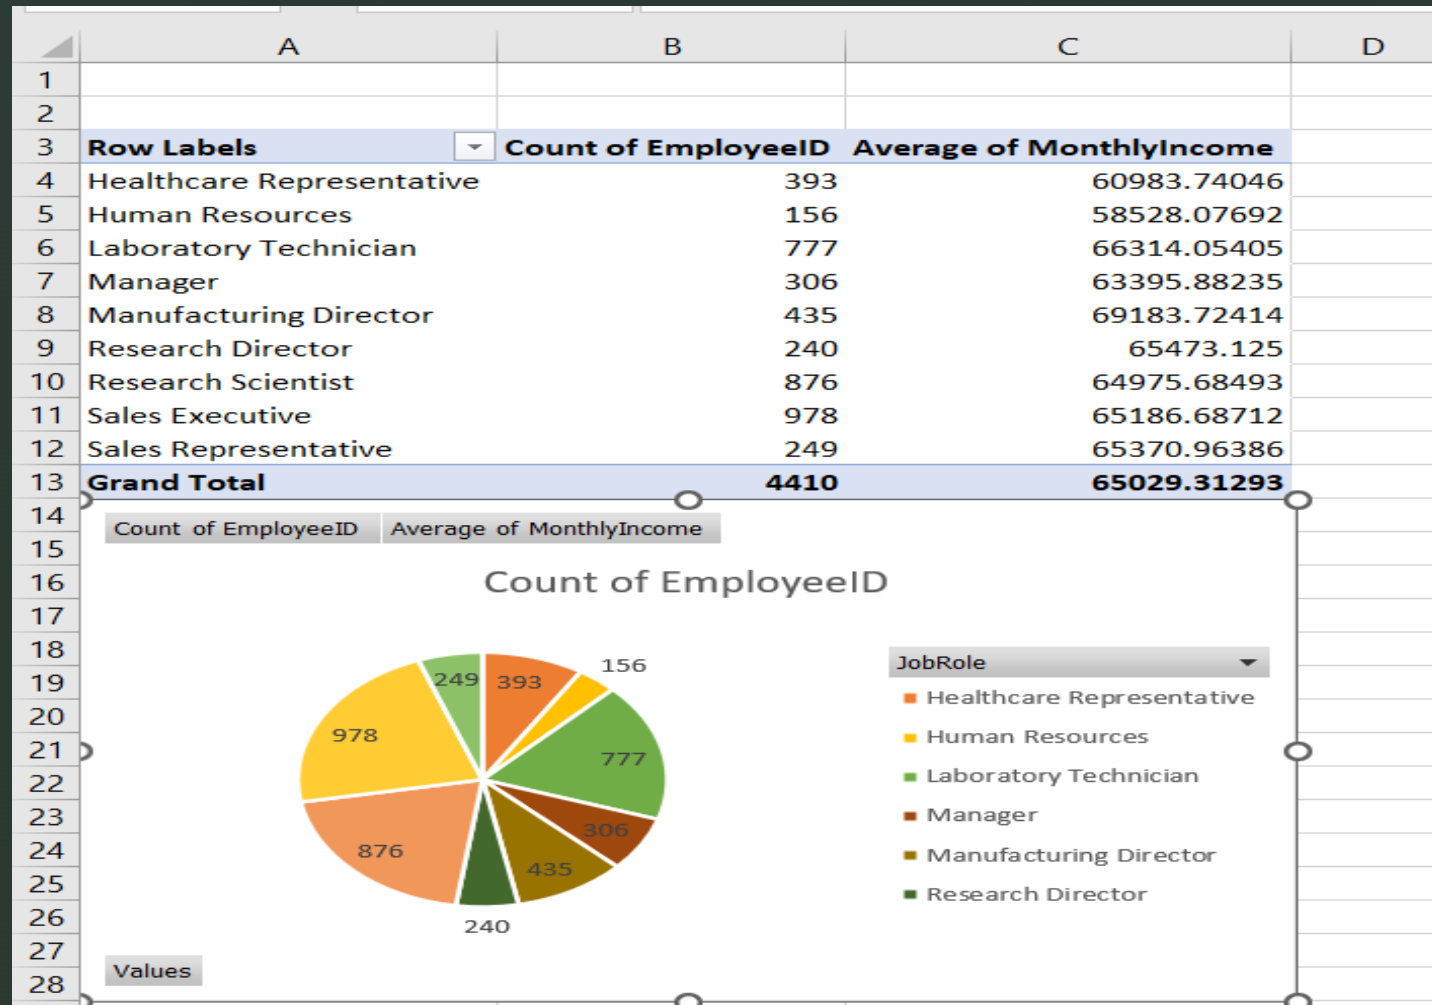 A B C D
1
2
3 Row Labels Count of EmployeeID Average of MonthlyIncome
4 Healthcare Representative 393 60983.74046
5 Human Resources 156 58528.07692
6 Laboratory Technician 777 66314.05405
7 Manager 306 63395.88235
8 Manufacturing Director 435 69183.72414
9 Research Director 240 65473.125
10 Research Scientist 876 64975.68493
11 Sales Executive 978 65186.68712
12 Sales Representative 249 65370.96386
13 Grand Total 4410 65029.31293
14 Count of EmployeeID Average of MonthlyIncome
15
16 Count of EmployeeID
17
18 156 JobRole
19 249 393
20 Healthcare Representative
21 978 Human Resources
22 777 Laboratory Technician
23 Manager
24 876 306 Manufacturing Director
25 435 Research Director
26 240
27
28 Values